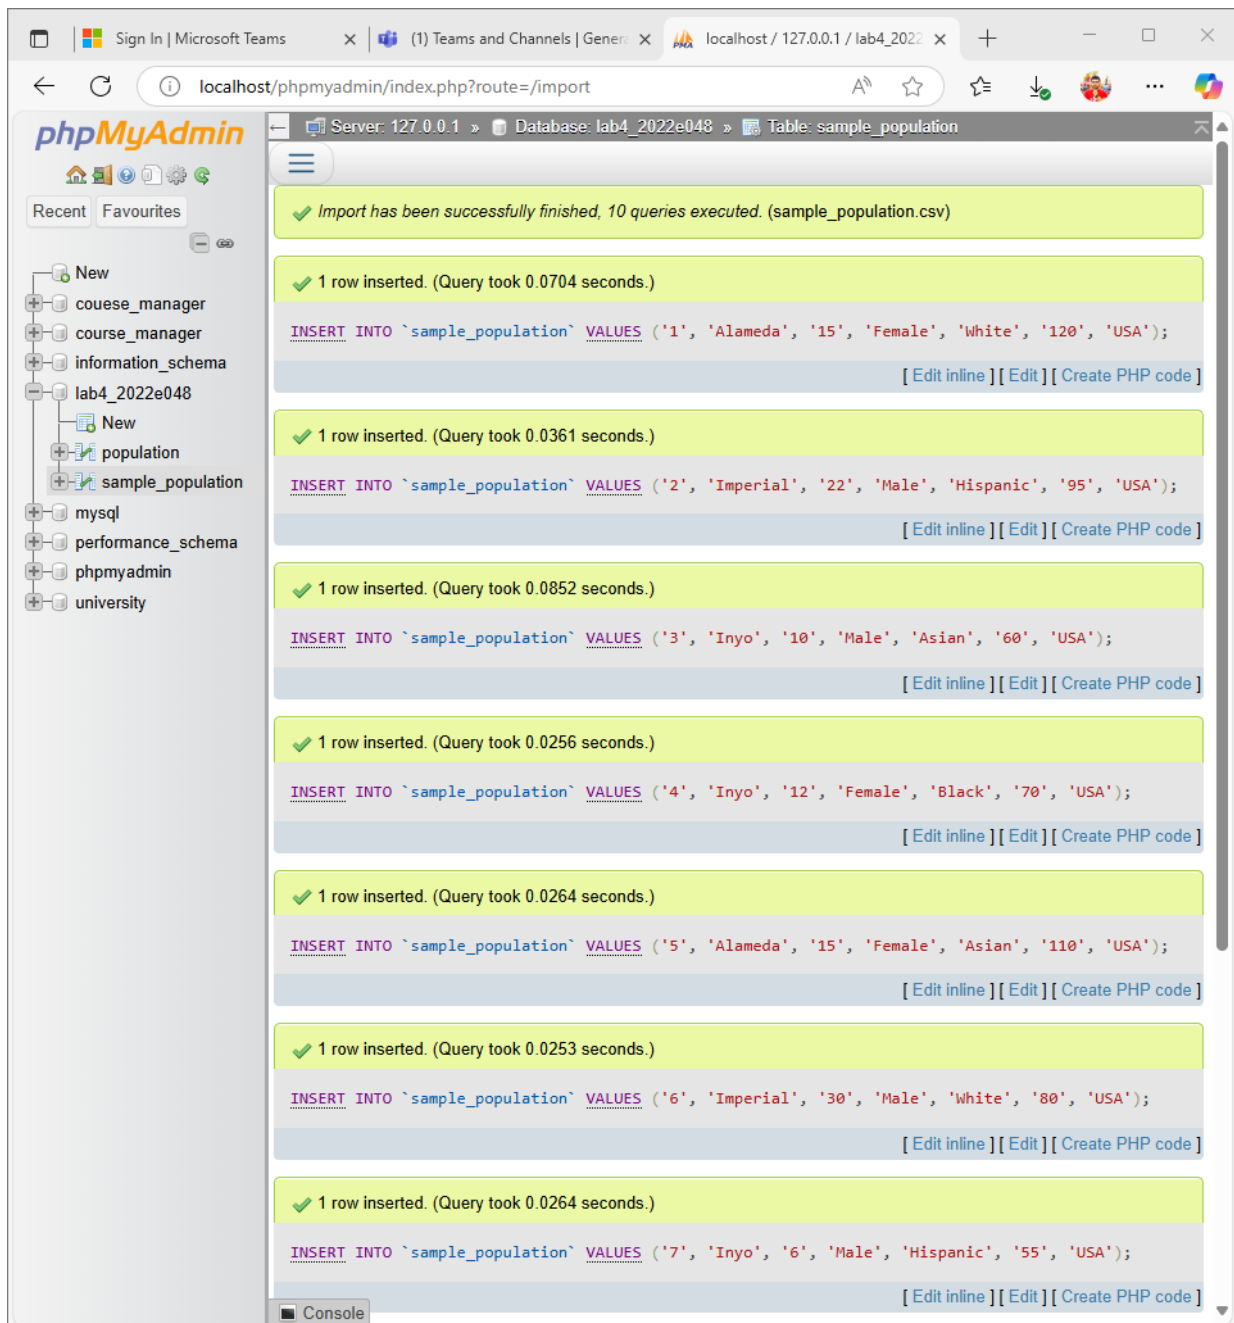 Sign In | Microsoft Teams
(1) Teams and Channels | Genera
localhost / 127.0.0.1 / lab4_2022
localhost/phpmyadmin/index.php?route=/import
phpMyAdmin
Recent Favourites
New
couese_manager
course_manager
information_schema
lab4_2022e048
New
population
sample_population
mysql
performance_schema
phpmyadmin
university
Server: 127.0.0.1 » Database: lab4_2022e048 » Table: sample_population
Import has been successfully finished, 10 queries executed. (sample_population.csv)
1 row inserted. (Query took 0.0704 seconds.)
INSERT INTO `sample_population` VALUES ('1', 'Alameda', '15', 'Female', 'White', '120', 'USA');
[ Edit inline ] [ Edit ] [ Create PHP code ]
1 row inserted. (Query took 0.0361 seconds.)
INSERT INTO `sample_population` VALUES ('2', 'Imperial', '22', 'Male', 'Hispanic', '95', 'USA');
[ Edit inline ] [ Edit ] [ Create PHP code ]
1 row inserted. (Query took 0.0852 seconds.)
INSERT INTO `sample_population` VALUES ('3', 'Inyo', '10', 'Male', 'Asian', '60', 'USA');
[ Edit inline ] [ Edit ] [ Create PHP code ]
1 row inserted. (Query took 0.0256 seconds.)
INSERT INTO `sample_population` VALUES ('4', 'Inyo', '12', 'Female', 'Black', '70', 'USA');
[ Edit inline ] [ Edit ] [ Create PHP code ]
1 row inserted. (Query took 0.0264 seconds.)
INSERT INTO `sample_population` VALUES ('5', 'Alameda', '15', 'Female', 'Asian', '110', 'USA');
[ Edit inline ] [ Edit ] [ Create PHP code ]
1 row inserted. (Query took 0.0253 seconds.)
INSERT INTO `sample_population` VALUES ('6', 'Imperial', '30', 'Male', 'White', '80', 'USA');
[ Edit inline ] [ Edit ] [ Create PHP code ]
1 row inserted. (Query took 0.0264 seconds.)
INSERT INTO `sample_population` VALUES ('7', 'Inyo', '6', 'Male', 'Hispanic', '55', 'USA');
[ Edit inline ] [ Edit ] [ Create PHP code ]
Console